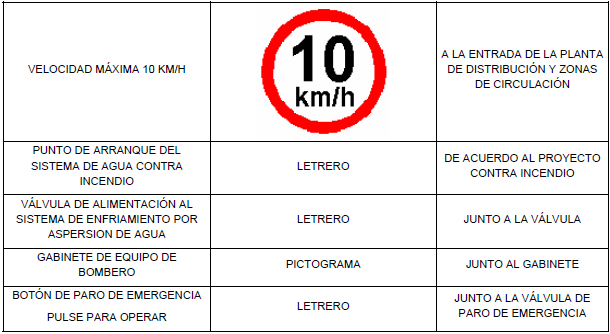 VELOCIDAD MÁXIMA 10 KM/H
10
km/h
A LA ENTRADA DE LA PLANTA
DE DISTRIBUCIÓN Y ZONAS
DE CIRCULACIÓN
PUNTO DE ARRANQUE DEL
SISTEMA DE AGUA CONTRA
INCENDIO
LETRERO
DE ACUERDO AL PROYECTO
CONTRA INCENDIO
VÁLVULA DE ALIMENTACIÓN AL
SISTEMA DE ENFRIAMIENTO POR
ASPERSION DE AGUA
LETRERO
JUNTO A LA VÁLVULA
GABINETE DE EQUIPO DE
BOMBERO
PICTOGRAMA
JUNTO AL GABINETE
BOTÓN DE PARO DE EMERGENCIA
PULSE PARA OPERAR
LETRERO
JUNTO A LA VÁLVULA DE
PARO DE EMERGENCIA